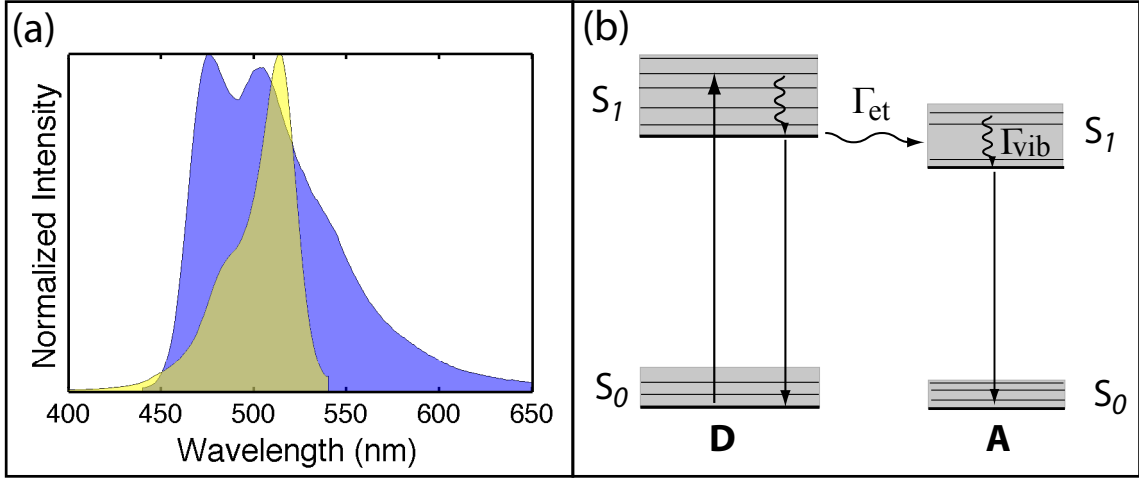 (a)
Normalized Intensity
400 450 500 550 600 650
Wavelength (nm)
(b)
S1
Γet
Γvib
S1
S0
S0
D
A